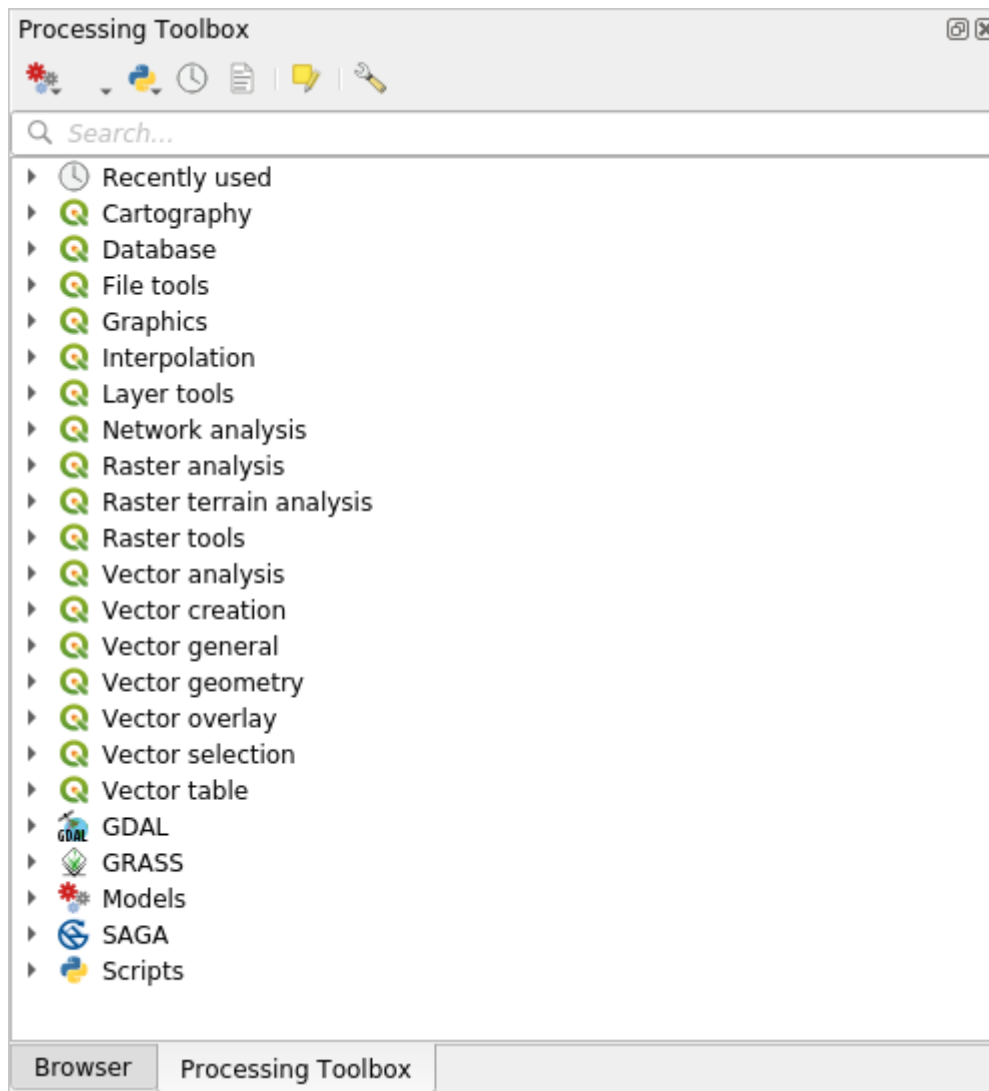 Processing Toolbox
Search...
Recently used
Cartography
Database
File tools
Graphics
Interpolation
Layer tools
Network analysis
Raster analysis
Raster terrain analysis
Raster tools
Vector analysis
Vector creation
Vector general
Vector geometry
Vector overlay
Vector selection
Vector table
GDAL GDAL
GRASS
Models
SAGA
Scripts
Browser Processing Toolbox